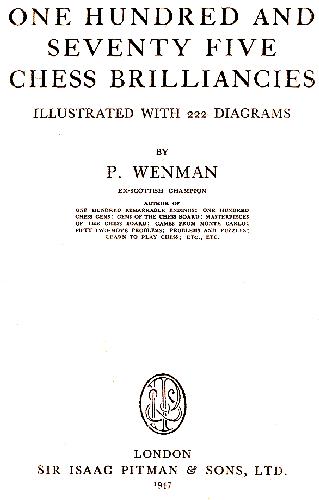 ONE HUNDRED AND
SEVENTY FIVE
CHESS BRILLIANCIES
ILLUSTRATED WITH 222 DIAGRAMS
BY
P. WENMAN
EX-SCOTTISH CHAMPION
AUTHOR OF
ONE HUNDRED REMARKABLE ENDINGS; ONE HUNDRED
CHESS GEMS; GEMS OF THE CHESS BOARD; MASTERPIECES
OF THE CHESS BOARD; GAMES FROM MONTE CARLO;
FIFTY TWO-MOVE PROBLEMS; PROBLEMS AND PUZZLES;
LEARN TO PLAY CHESS; ETC., ETC.
LONDON
SIR ISAAC PITMAN & SONS, LTD.
1947